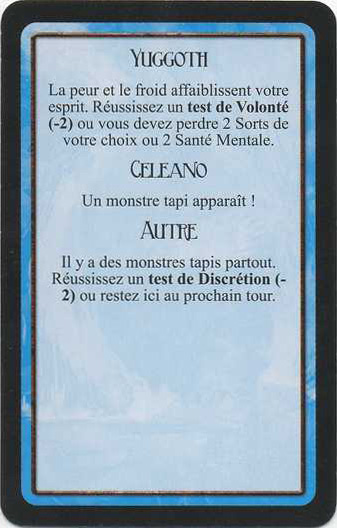 YUGGOTH
La peur et le froid affaiblissent votre
esprit. Réussissez un test de Volonté
(-2) ou vous devez perdre 2 Sorts de
votre choix ou 2 Santé Mentale.
CELEANO
Un monstre tapi apparaît !
AUTRE
Il y a des monstres tapis partout.
Réussissez un test de Discrétion (-
2) ou restez ici au prochain tour.